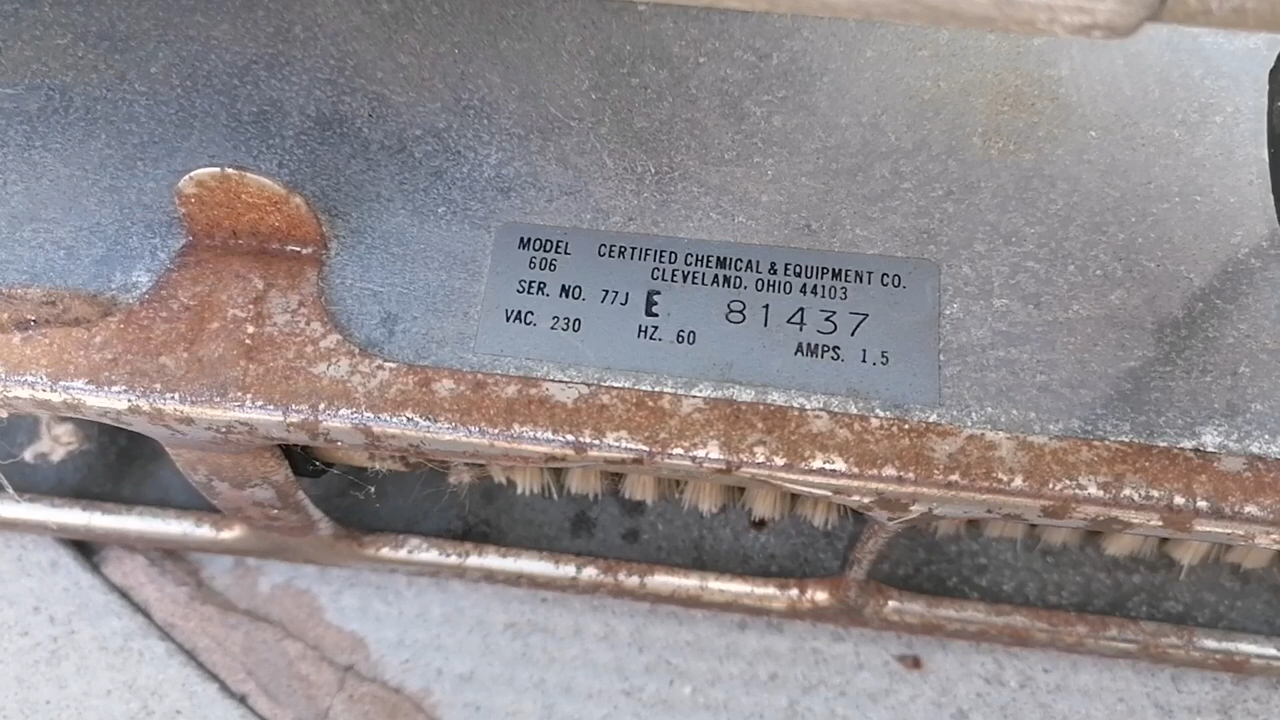 MODEL CERTIFIED CHEMICAL & EQUIPMENT CO.
606 CLEVELAND, OHIO 44103
SER. NO. 77J E 81437
VAC. 230 HZ. 60 AMPS. 1.5